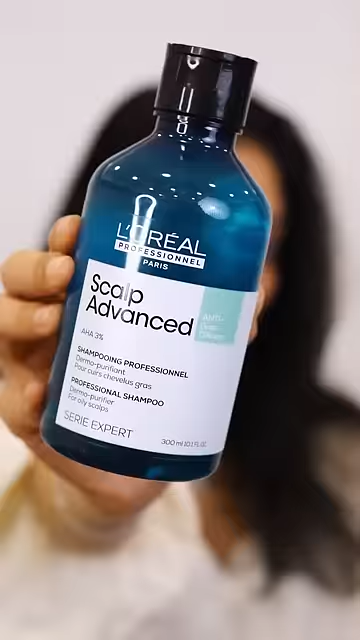 L'ORÉAL
PROFESSIONNEL
PARIS
Scalp
Advanced
Anti-
AHA 3%
SHAMPOOING PROFESSIONNEL
Dermo-purifiant
Pour cuirs chevelus gras
PROFESSIONAL SHAMPOO
Dermo-purifier
For oily scalps
SERIE EXPERT
300 ml 10.1 FL.OZ.